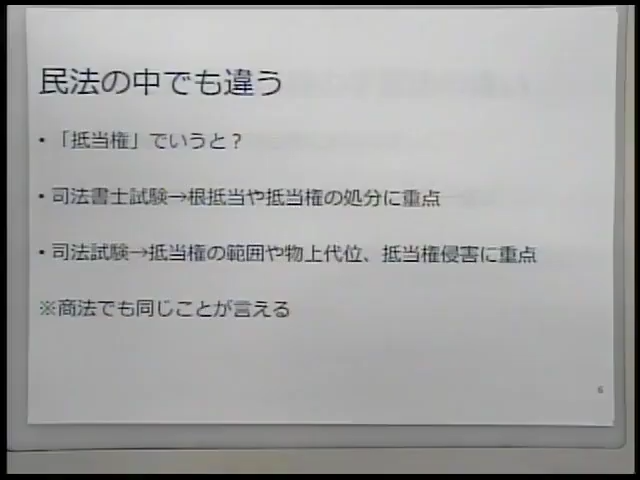 民法の中でも違う
・「抵当権」でいうと？
・司法書士試験→根抵当や抵当権の処分に重点
・司法試験→抵当権の範囲や物上代位、抵当権侵害に重点
※商法でも同じことが言える
6